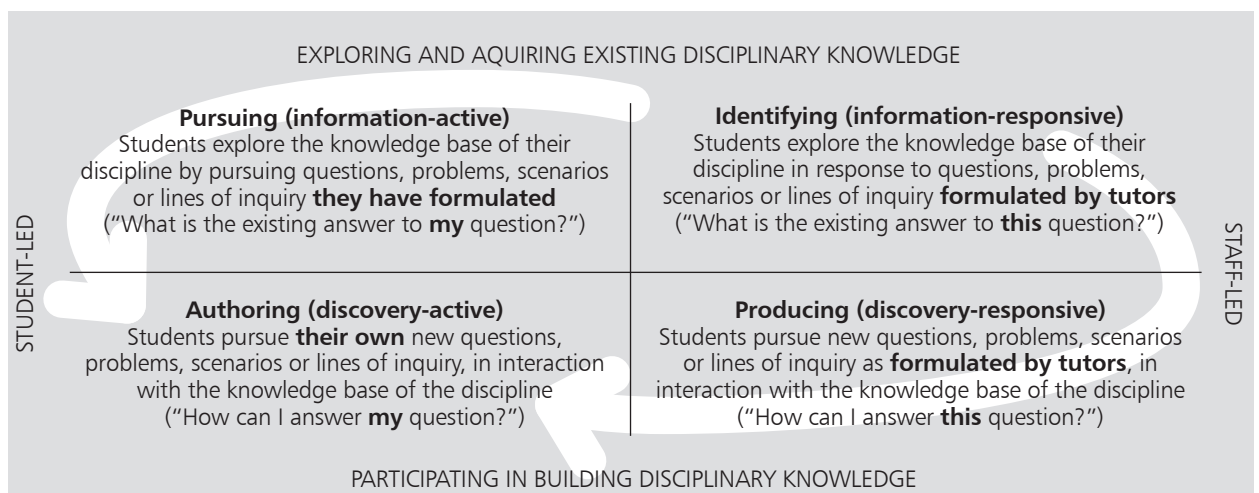 EXPLORING AND AQUIRING EXISTING DISCIPLINARY KNOWLEDGE
Pursuing (information-active)
Students explore the knowledge base of their
discipline by pursuing questions, problems, scenarios
or lines of inquiry they have formulated
(“What is the existing answer to my question?”)
Identifying (information-responsive)
Students explore the knowledge base of their
discipline in response to questions, problems,
scenarios or lines of inquiry formulated by tutors
(“What is the existing answer to this question?”)
STUDENT-LED
STAFF-LED
Authoring (discovery-active)
Students pursue their own new questions,
problems, scenarios or lines of inquiry, in interaction
with the knowledge base of the discipline
(“How can I answer my question?”)
Producing (discovery-responsive)
Students pursue new questions, problems, scenarios
or lines of inquiry as formulated by tutors, in
interaction with the knowledge base of the discipline
(“How can I answer this question?”)
PARTICIPATING IN BUILDING DISCIPLINARY KNOWLEDGE